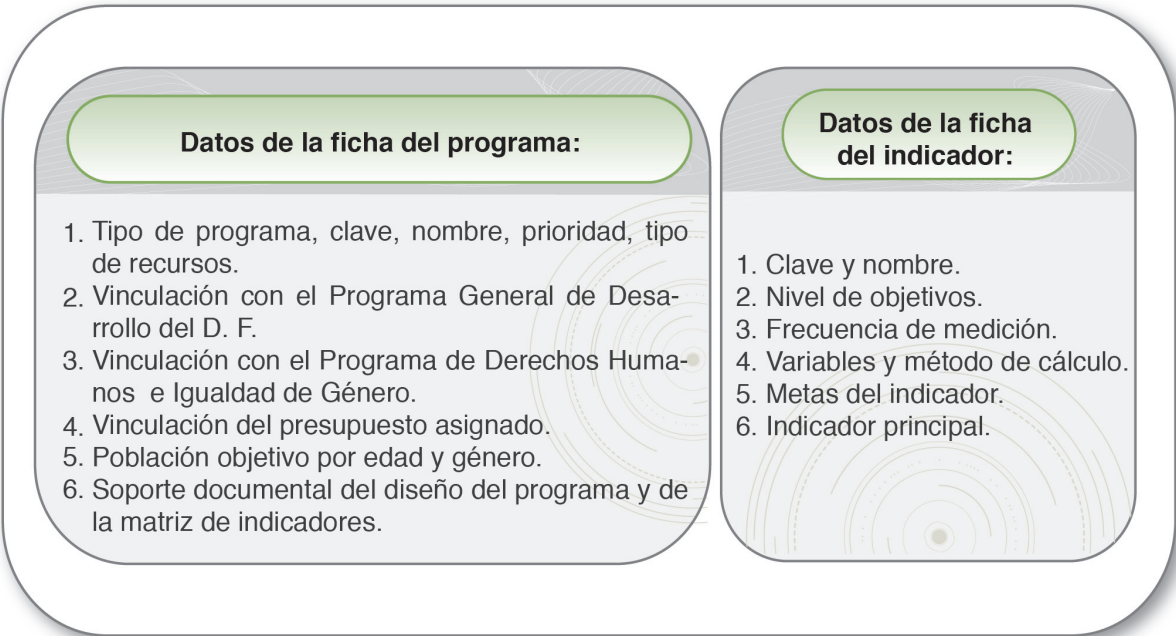 Datos de la ficha del programa:
1. Tipo de programa, clave, nombre, prioridad, tipo
de recursos.
2. Vinculación con el Programa General de Desa-
rrollo del D. F.
3. Vinculación con el Programa de Derechos Huma-
nos e Igualdad de Género.
4. Vinculación del presupuesto asignado.
5. Población objetivo por edad y género.
6. Soporte documental del diseño del programa y de
la matriz de indicadores.
Datos de la ficha
del indicador:
1. Clave y nombre.
2. Nivel de objetivos.
3. Frecuencia de medición.
4. Variables y método de cálculo.
5. Metas del indicador.
6. Indicador principal.